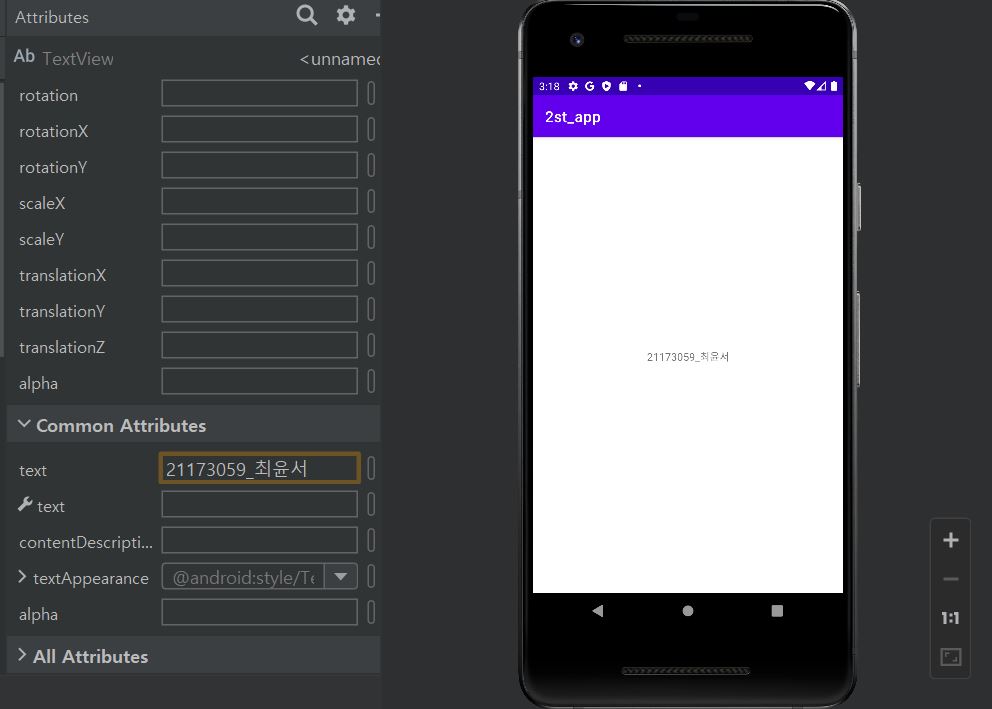 Attributes
Ab TextView <unnamed
rotation
rotationX
rotationY
scaleX
scaleY
translationX
translationY
translationZ
alpha
Common Attributes
text 21173059_최윤서
text
contentDescripti...
textAppearance @android:style/Te
alpha
All Attributes
3:18
2st_app
21173059_최윤서
1:1